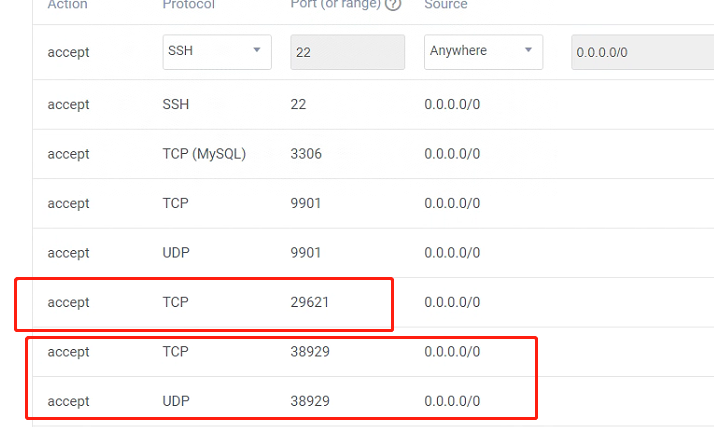 Action Protocol Port (or range) ? Source
accept SSH 22 Anywhere 0.0.0.0/0
accept SSH 22 0.0.0.0/0
accept TCP (MySQL) 3306 0.0.0.0/0
accept TCP 9901 0.0.0.0/0
accept UDP 9901 0.0.0.0/0
accept TCP 29621 0.0.0.0/0
accept TCP 38929 0.0.0.0/0
accept UDP 38929 0.0.0.0/0